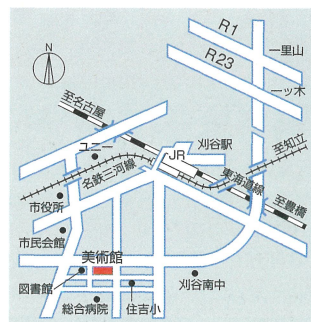 N
R1
一里山
R23
一ッ木
至名古屋
刈谷駅
至知立
ユニー
JR
名鉄三河線
東海道線
至豊橋
市役所
市民会館
美術館
図書館
刈谷南中
総合病院
住吉小